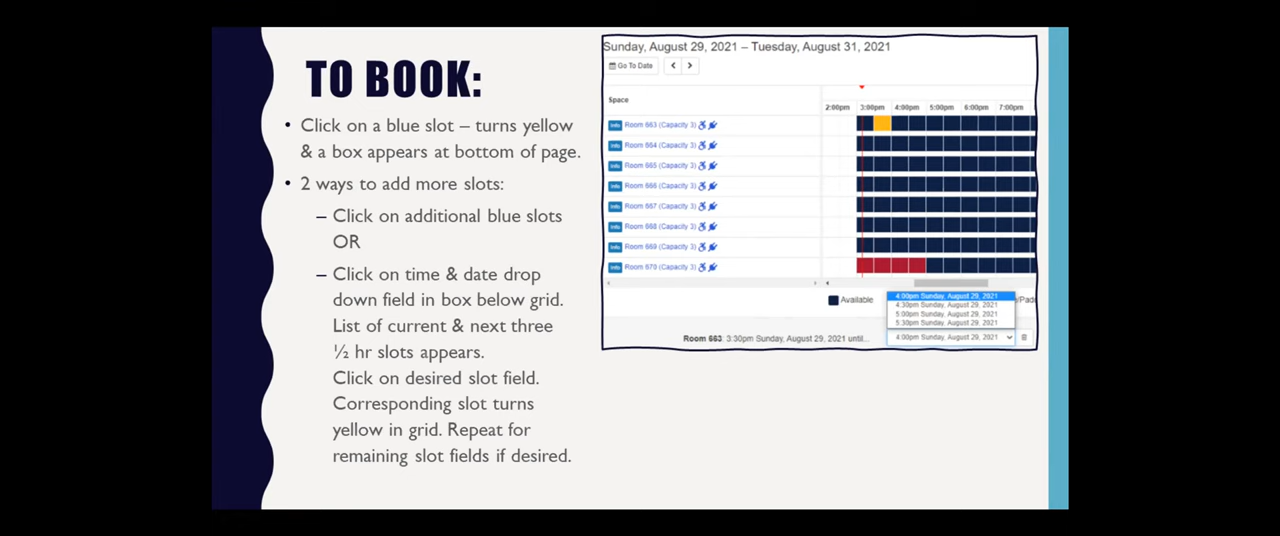 TO BOOK:
• Click on a blue slot – turns yellow
& a box appears at bottom of page.
• 2 ways to add more slots:
– Click on additional blue slots
OR
– Click on time & date drop
down field in box below grid.
List of current & next three
½ hr slots appears.
Click on desired slot field.
Corresponding slot turns
yellow in grid. Repeat for
remaining slot fields if desired.
Sunday, August 29, 2021 – Tuesday, August 31, 2021
Go To Date
Space
2:00pm 3:00pm 4:00pm 5:00pm 6:00pm 7:00pm
Info Room 663 (Capacity 3)
Info Room 664 (Capacity 3)
Info Room 665 (Capacity 3)
Info Room 666 (Capacity 3)
Info Room 667 (Capacity 3)
Info Room 668 (Capacity 3)
Info Room 669 (Capacity 3)
Info Room 670 (Capacity 3)
Available
4:00pm Sunday, August 29, 2021
4:30pm Sunday, August 29, 2021
5:00pm Sunday, August 29, 2021
5:30pm Sunday, August 29, 2021
Room 663: 3:30pm Sunday, August 29, 2021 until... 4:00pm Sunday, August 29, 2021